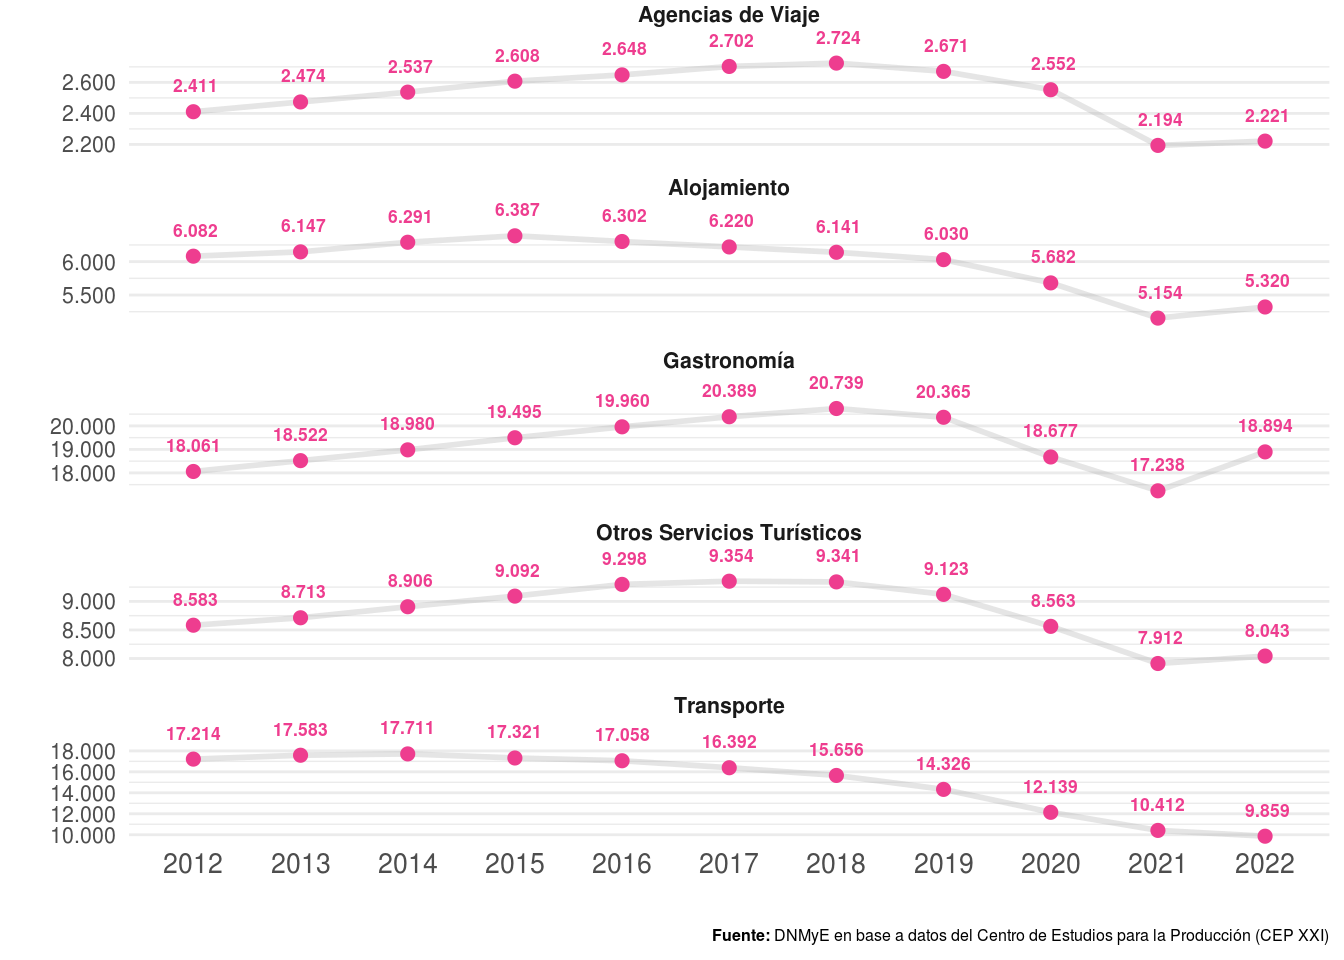 Agencias de Viaje
2.411 2.474 2.537 2.608 2.648 2.702 2.724 2.671 2.552 2.194 2.221
2.600
2.400
2.200
Alojamiento
6.082 6.147 6.291 6.387 6.302 6.220 6.141 6.030 5.682 5.154 5.320
6.000
5.500
Gastronomía
18.061 18.522 18.980 19.495 19.960 20.389 20.739 20.365 18.677 17.238 18.894
20.000
19.000
18.000
Otros Servicios Turísticos
8.583 8.713 8.906 9.092 9.298 9.354 9.341 9.123 8.563 7.912 8.043
9.000
8.500
8.000
Transporte
17.214 17.583 17.711 17.321 17.058 16.392 15.656 14.326 12.139 10.412 9.859
18.000
16.000
14.000
12.000
10.000
2012 2013 2014 2015 2016 2017 2018 2019 2020 2021 2022
Fuente: DNMyE en base a datos del Centro de Estudios para la Producción (CEP XXI)